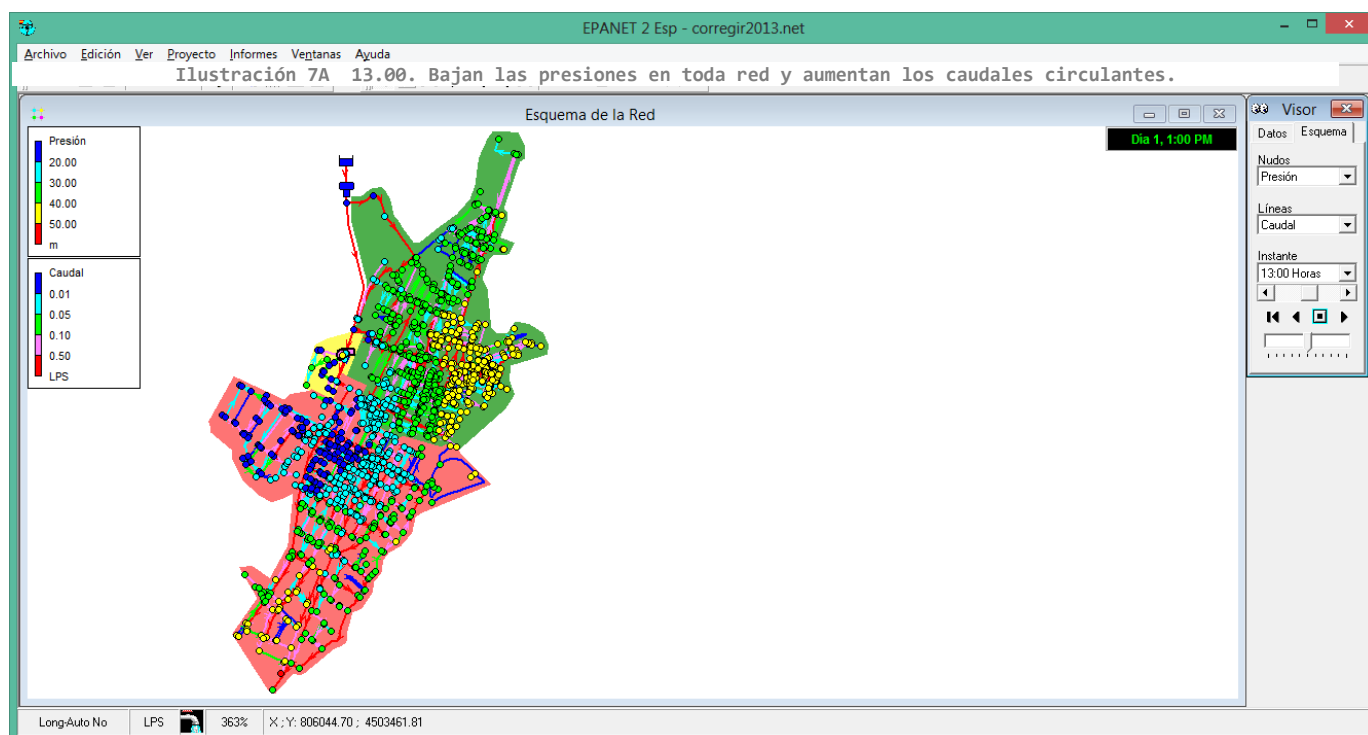 EPANET 2 Esp - corregir2013.net
Archivo Edición Ver Proyecto Informes Ventanas Ayuda
Ilustración 7A 13.00. Bajan las presiones en toda red y aumentan los caudales circulantes.
Esquema de la Red
Presión
20.00
30.00
40.00
50.00
m
Caudal
0.01
0.05
0.10
0.50
LPS
Dia 1, 1:00 PM
Visor
Datos Esquema
Nudos
Presión
Líneas
Caudal
Instante
13:00 Horas
Long-Auto No LPS 363% X ; Y: 806044.70 ; 4503461.81